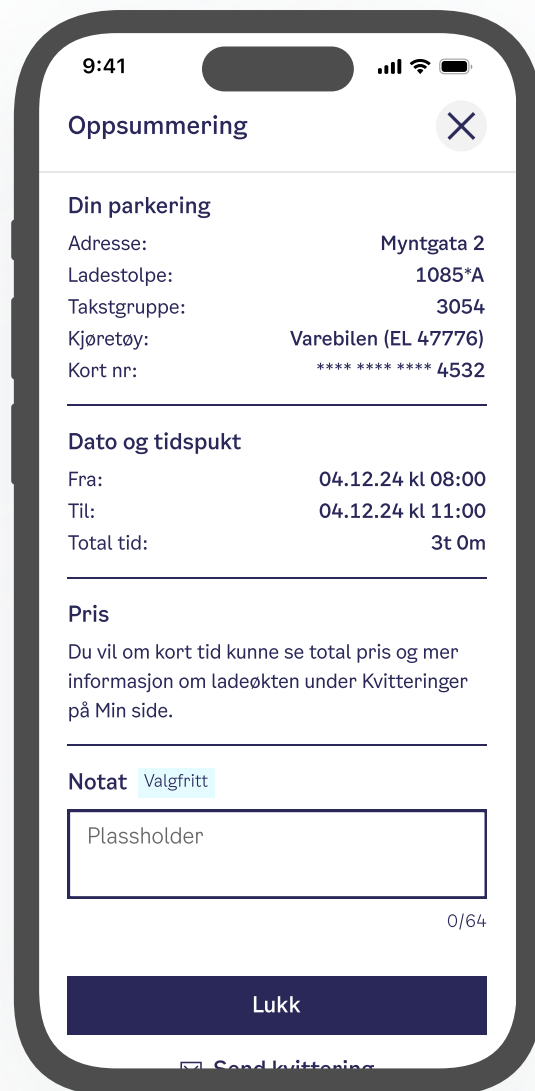 9:41
Oppsummering
Din parkering
Adresse: Myntgata 2
Ladestolpe: 1085*A
Takstgruppe: 3054
Kjøretøy: Varebilen (EL 47776)
Kort nr: **** **** **** 4532
Dato og tidspukt
Fra: 04.12.24 kl 08:00
Til: 04.12.24 kl 11:00
Total tid: 3t 0m
Pris
Du vil om kort tid kunne se total pris og mer
informasjon om ladeøkten under Kvitteringer
på Min side.
Notat Valgfritt
Plassholder
0/64
Lukk
Send kvittering